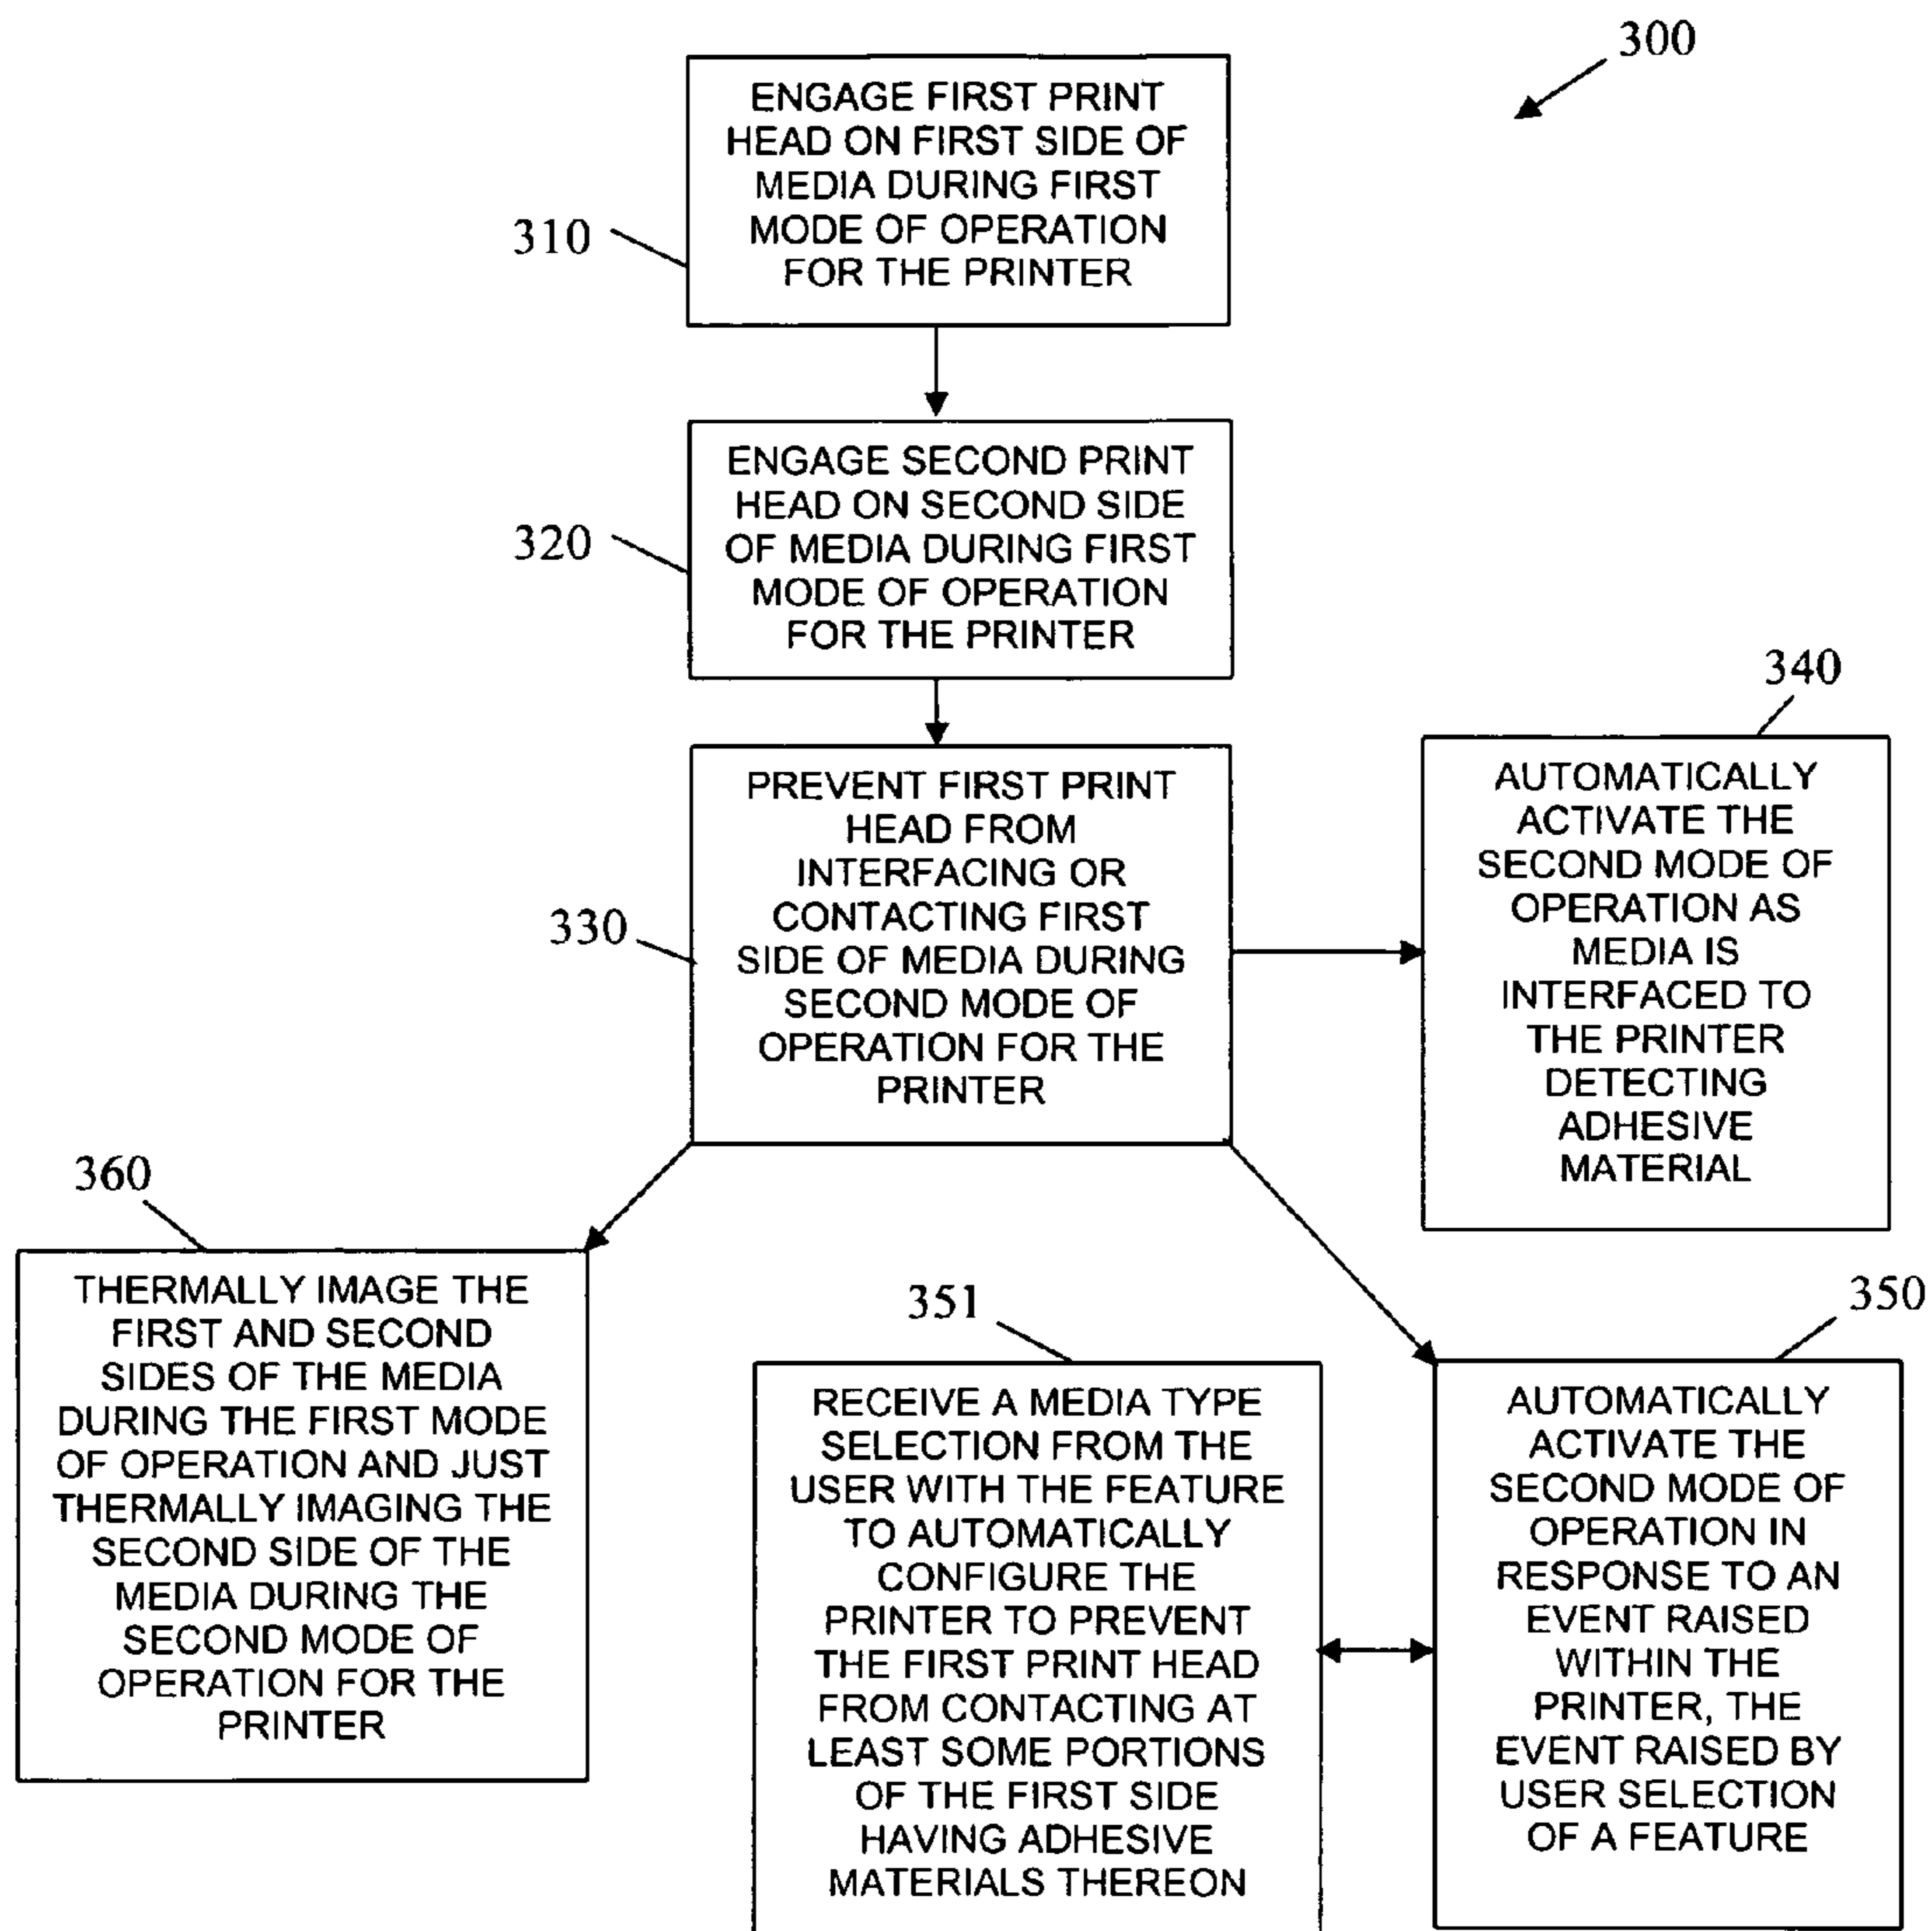 300
ENGAGE FIRST PRINT
HEAD ON FIRST SIDE OF
MEDIA DURING FIRST
MODE OF OPERATION
FOR THE PRINTER
310
ENGAGE SECOND PRINT
HEAD ON SECOND SIDE
OF MEDIA DURING FIRST
MODE OF OPERATION
FOR THE PRINTER
320
PREVENT FIRST PRINT
HEAD FROM
INTERFACING OR
CONTACTING FIRST
SIDE OF MEDIA DURING
SECOND MODE OF
OPERATION FOR THE
PRINTER
330
340
AUTOMATICALLY
ACTIVATE THE
SECOND MODE OF
OPERATION AS
MEDIA IS
INTERFACED TO
THE PRINTER
DETECTING
ADHESIVE
MATERIAL
360
THERMALLY IMAGE THE
FIRST AND SECOND
SIDES OF THE MEDIA
DURING THE FIRST MODE
OF OPERATION AND JUST
THERMALLY IMAGING THE
SECOND SIDE OF THE
MEDIA DURING THE
SECOND MODE OF
OPERATION FOR THE
PRINTER
351
RECEIVE A MEDIA TYPE
SELECTION FROM THE
USER WITH THE FEATURE
TO AUTOMATICALLY
CONFIGURE THE
PRINTER TO PREVENT
THE FIRST PRINT HEAD
FROM CONTACTING AT
LEAST SOME PORTIONS
OF THE FIRST SIDE
HAVING ADHESIVE
MATERIALS THEREON
350
AUTOMATICALLY
ACTIVATE THE
SECOND MODE OF
OPERATION IN
RESPONSE TO AN
EVENT RAISED
WITHIN THE
PRINTER, THE
EVENT RAISED BY
USER SELECTION
OF A FEATURE